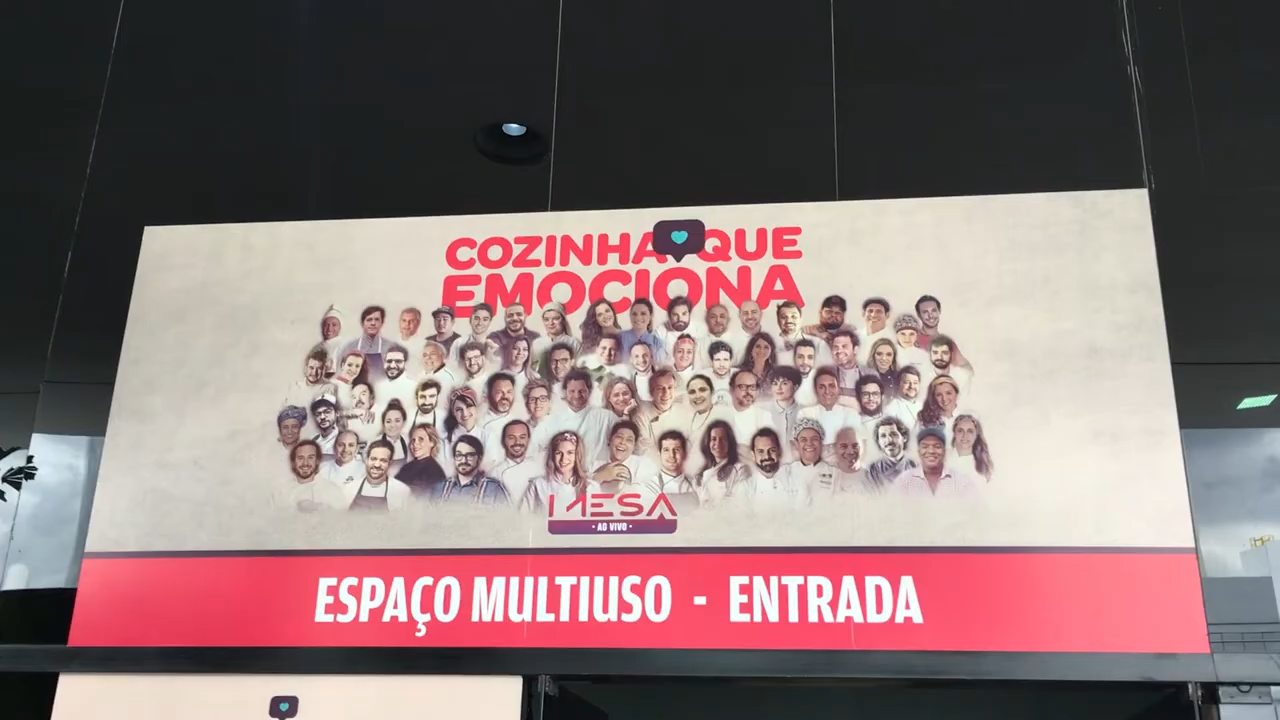 COZINHA QUE
EMOCIONA
MESA
• AO VIVO •
ESPAÇO MULTIUSO - ENTRADA